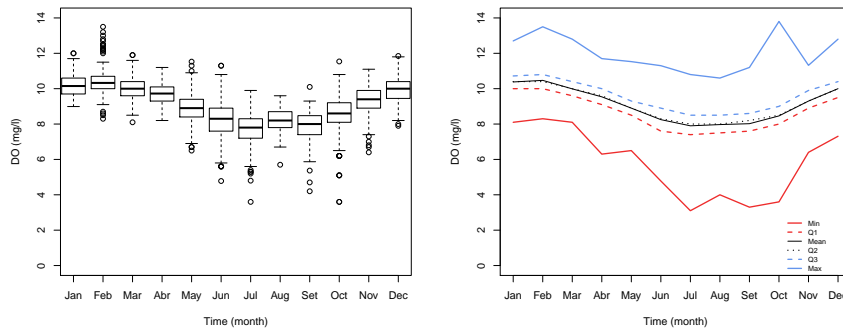 DO (mg/l)
14
12
10
8
6
4
2
0
Jan Feb Mar Abr May Jun Jul Aug Set Oct Nov Dec
Time (month)
DO (mg/l)
14
12
10
8
6
4
2
0
Min
Q1
Mean
Q2
Q3
Max
Jan Feb Mar Abr May Jun Jul Aug Set Oct Nov Dec
Time (month)